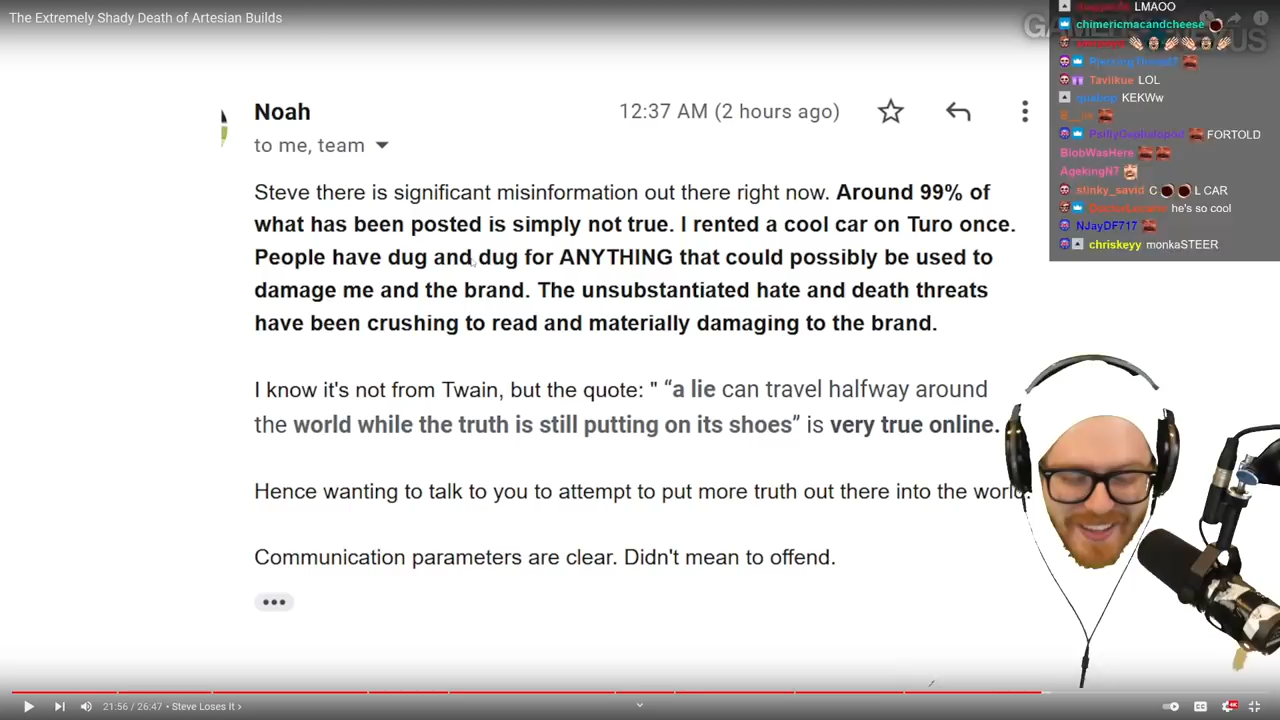 The Extremely Shady Death of Artesian Builds
LMAOO
chimericmacandcheese
Tavlikue LOL
KEKWw
FORTOLD
BlobWasHere
AgekingN7
stinky_savid C L CAR
he's so cool
NJayDF717
chriskeyy monkaSTEER
Noah
12:37 AM (2 hours ago)
to me, team
Steve there is significant misinformation out there right now. Around 99% of
what has been posted is simply not true. I rented a cool car on Turo once.
People have dug and dug for ANYTHING that could possibly be used to
damage me and the brand. The unsubstantiated hate and death threats
have been crushing to read and materially damaging to the brand.
I know it's not from Twain, but the quote: " “a lie can travel halfway around
the world while the truth is still putting on its shoes” is very true online.
Hence wanting to talk to you to attempt to put more truth out there into the world.
Communication parameters are clear. Didn't mean to offend.
21:56 / 26:47 • Steve Loses It ›